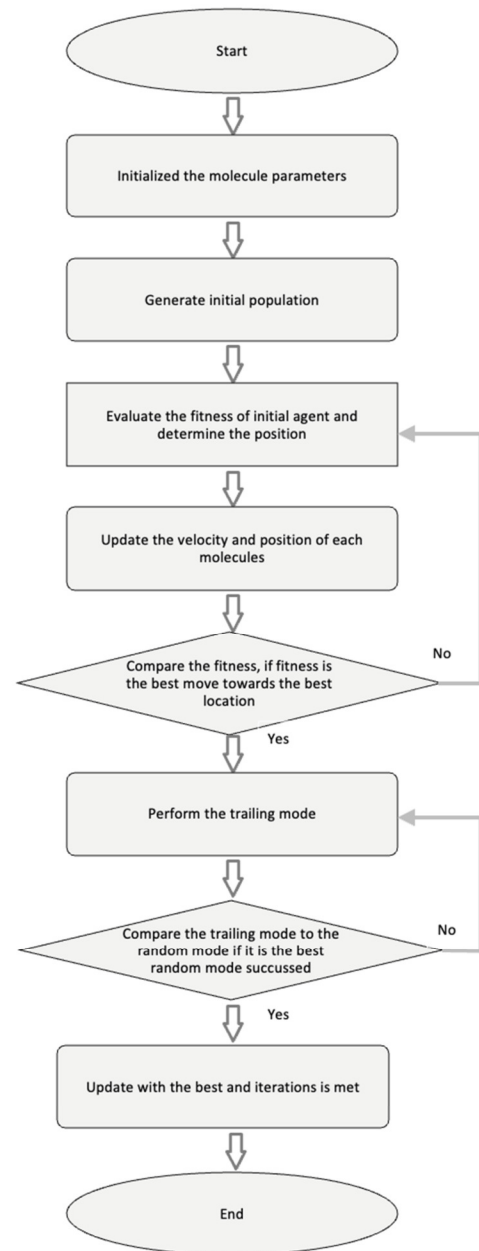 Start
Initialized the molecule parameters
Generate initial population
Evaluate the fitness of initial agent and
determine the position
Update the velocity and position of each
molecules
Compare the fitness, if fitness is
the best move towards the best
location
No
Yes
Perform the trailing mode
Compare the trailing mode to the
random mode if it is the best
random mode succussed
No
Yes
Update with the best and iterations is met
End